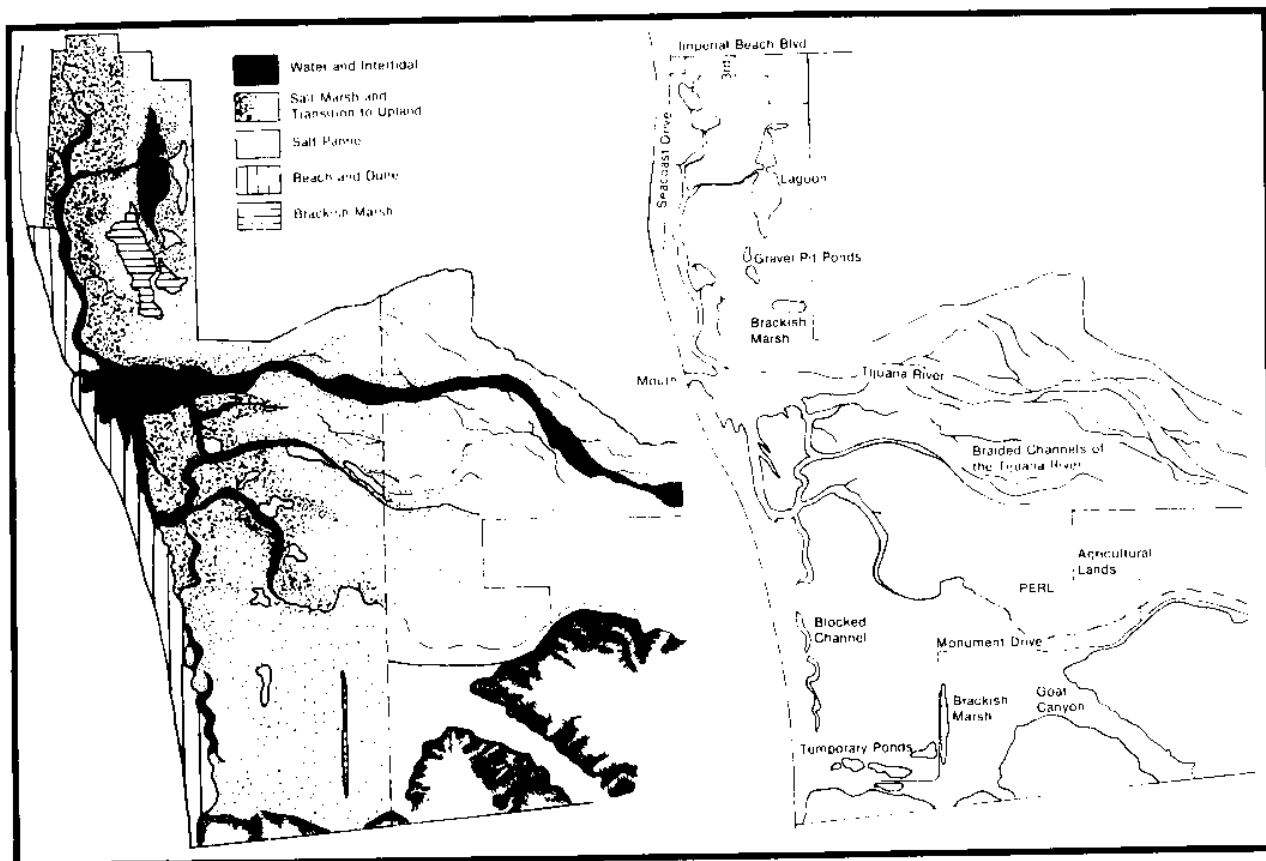 Water and Intertidal
Salt Marsh and
Transition to Upland
Salt Panne
Beach and Dune
Brackish Marsh
Imperial Beach Blvd
3rd
Seacoast Drive
Lagoon
Gravel Pit Ponds
Brackish
Marsh
Mouth
Tijuana River
Braided Channels of
the Tijuana River
Agricultural
Lands
PERL
Blocked
Channel
Monument Drive
Brackish
Marsh
Goat
Canyon
Temporary Ponds